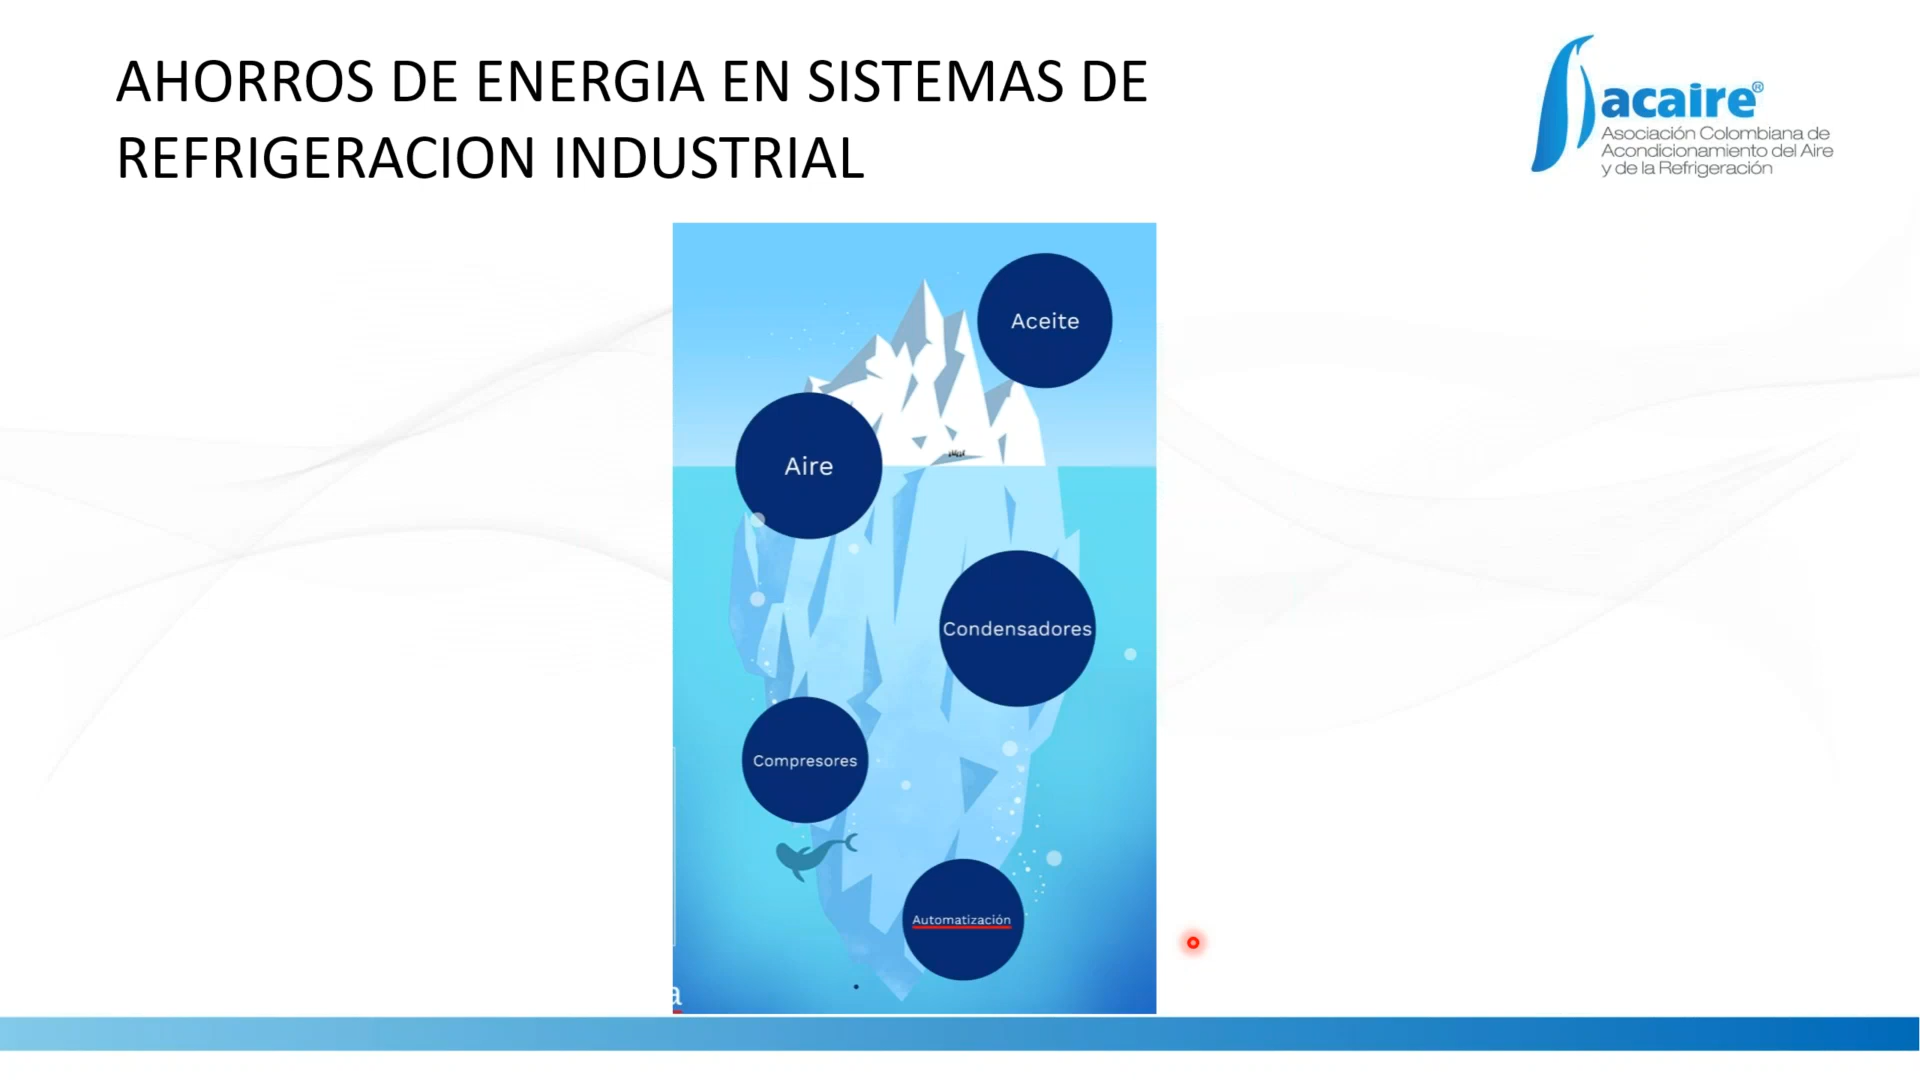 AHORROS DE ENERGIA EN SISTEMAS DE
REFRIGERACION INDUSTRIAL
acaire®
Asociación Colombiana de
Acondicionamiento del Aire
y de la Refrigeración
Aceite
Aire
Condensadores
Compresores
Automatización
a